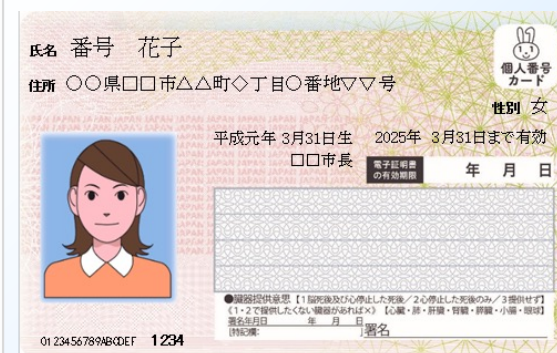 氏名 番号 花子
個人番号
カード
住所 ○○県□□市△△町◇丁目○番地▽▽号
性別 女
平成元年 3月31日生 2025年 3月31日まで有効
□□市長
電子証明書
の有効期限
年 月 日
●臓器提供意思【1脳死後及び心停止した死後／2心停止した死後のみ／3提供せず】
《1・2で提供したくない臓器があれば×》【心臓・肺・肝臓・腎臓・膵臓・小腸・眼球】
署名年月日 年 月 日
[特記欄: ]署名
0123456789ABCDEF 1234